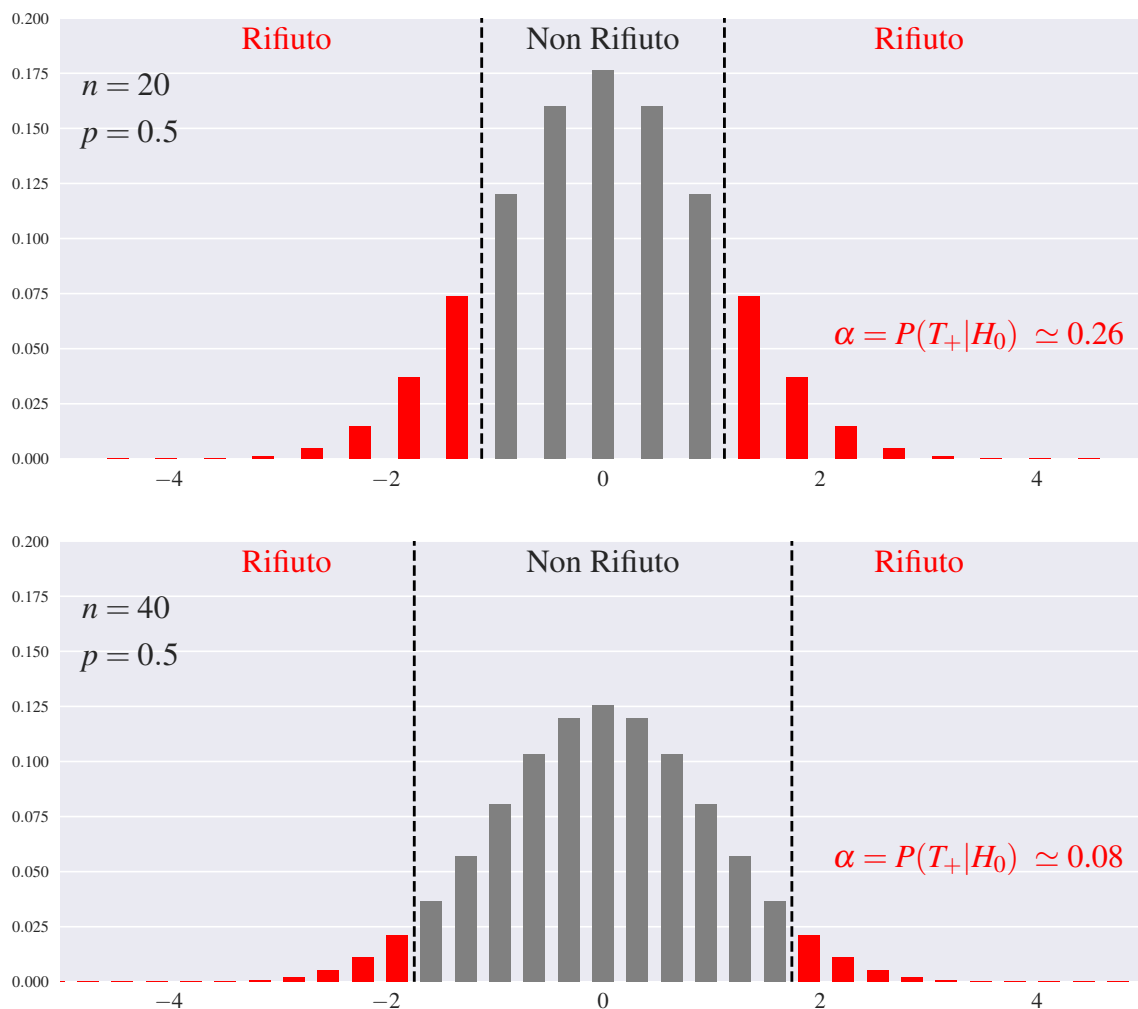 Rifiuto Non Rifiuto Rifiuto
n = 20
p = 0.5
α = P(T₊|H₀) ≃ 0.26
0.200
0.175
0.150
0.125
0.100
0.075
0.050
0.025
0.000
−4 −2 0 2 4
Rifiuto Non Rifiuto Rifiuto
n = 40
p = 0.5
α = P(T₊|H₀) ≃ 0.08
0.200
0.175
0.150
0.125
0.100
0.075
0.050
0.025
0.000
−4 −2 0 2 4